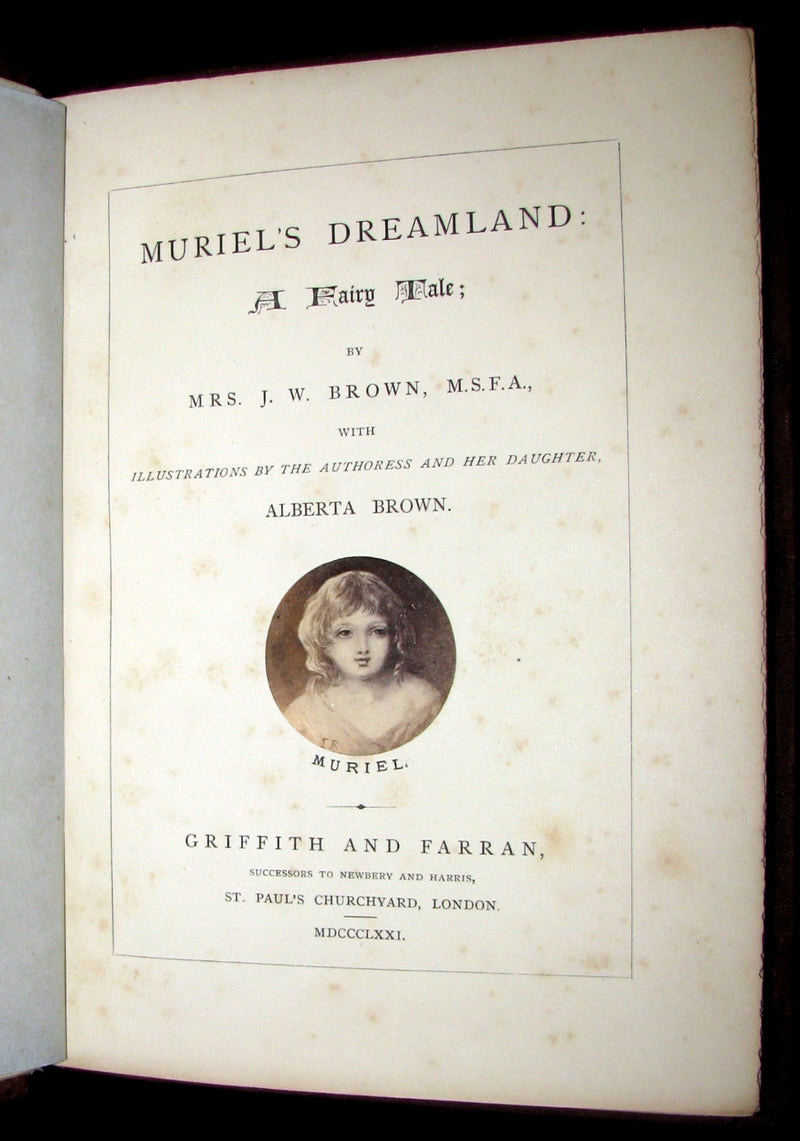 MURIEL'S DREAMLAND:
A Fairy Tale;
BY
MRS. J. W. BROWN, M.S.F.A.,
WITH
ILLUSTRATIONS BY THE AUTHORESS AND HER DAUGHTER,
ALBERTA BROWN.
MURIEL.
GRIFFITH AND FARRAN,
SUCCESSORS TO NEWBERY AND HARRIS,
ST. PAUL'S CHURCHYARD, LONDON.
MDCCCLXXI.